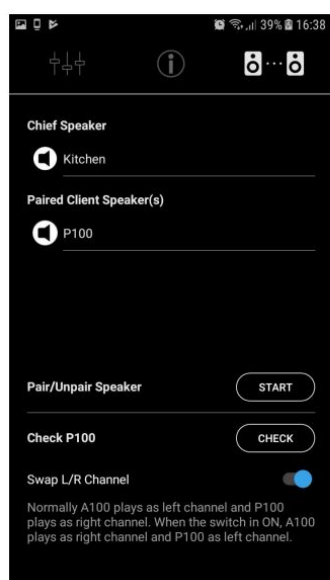 39% 16:38
Chief Speaker
Kitchen
Paired Client Speaker(s)
P100
Pair/Unpair Speaker START
Check P100 CHECK
Swap L/R Channel
Normally A100 plays as left channel and P100
plays as right channel. When the switch in ON, A100
plays as right channel and P100 as left channel.